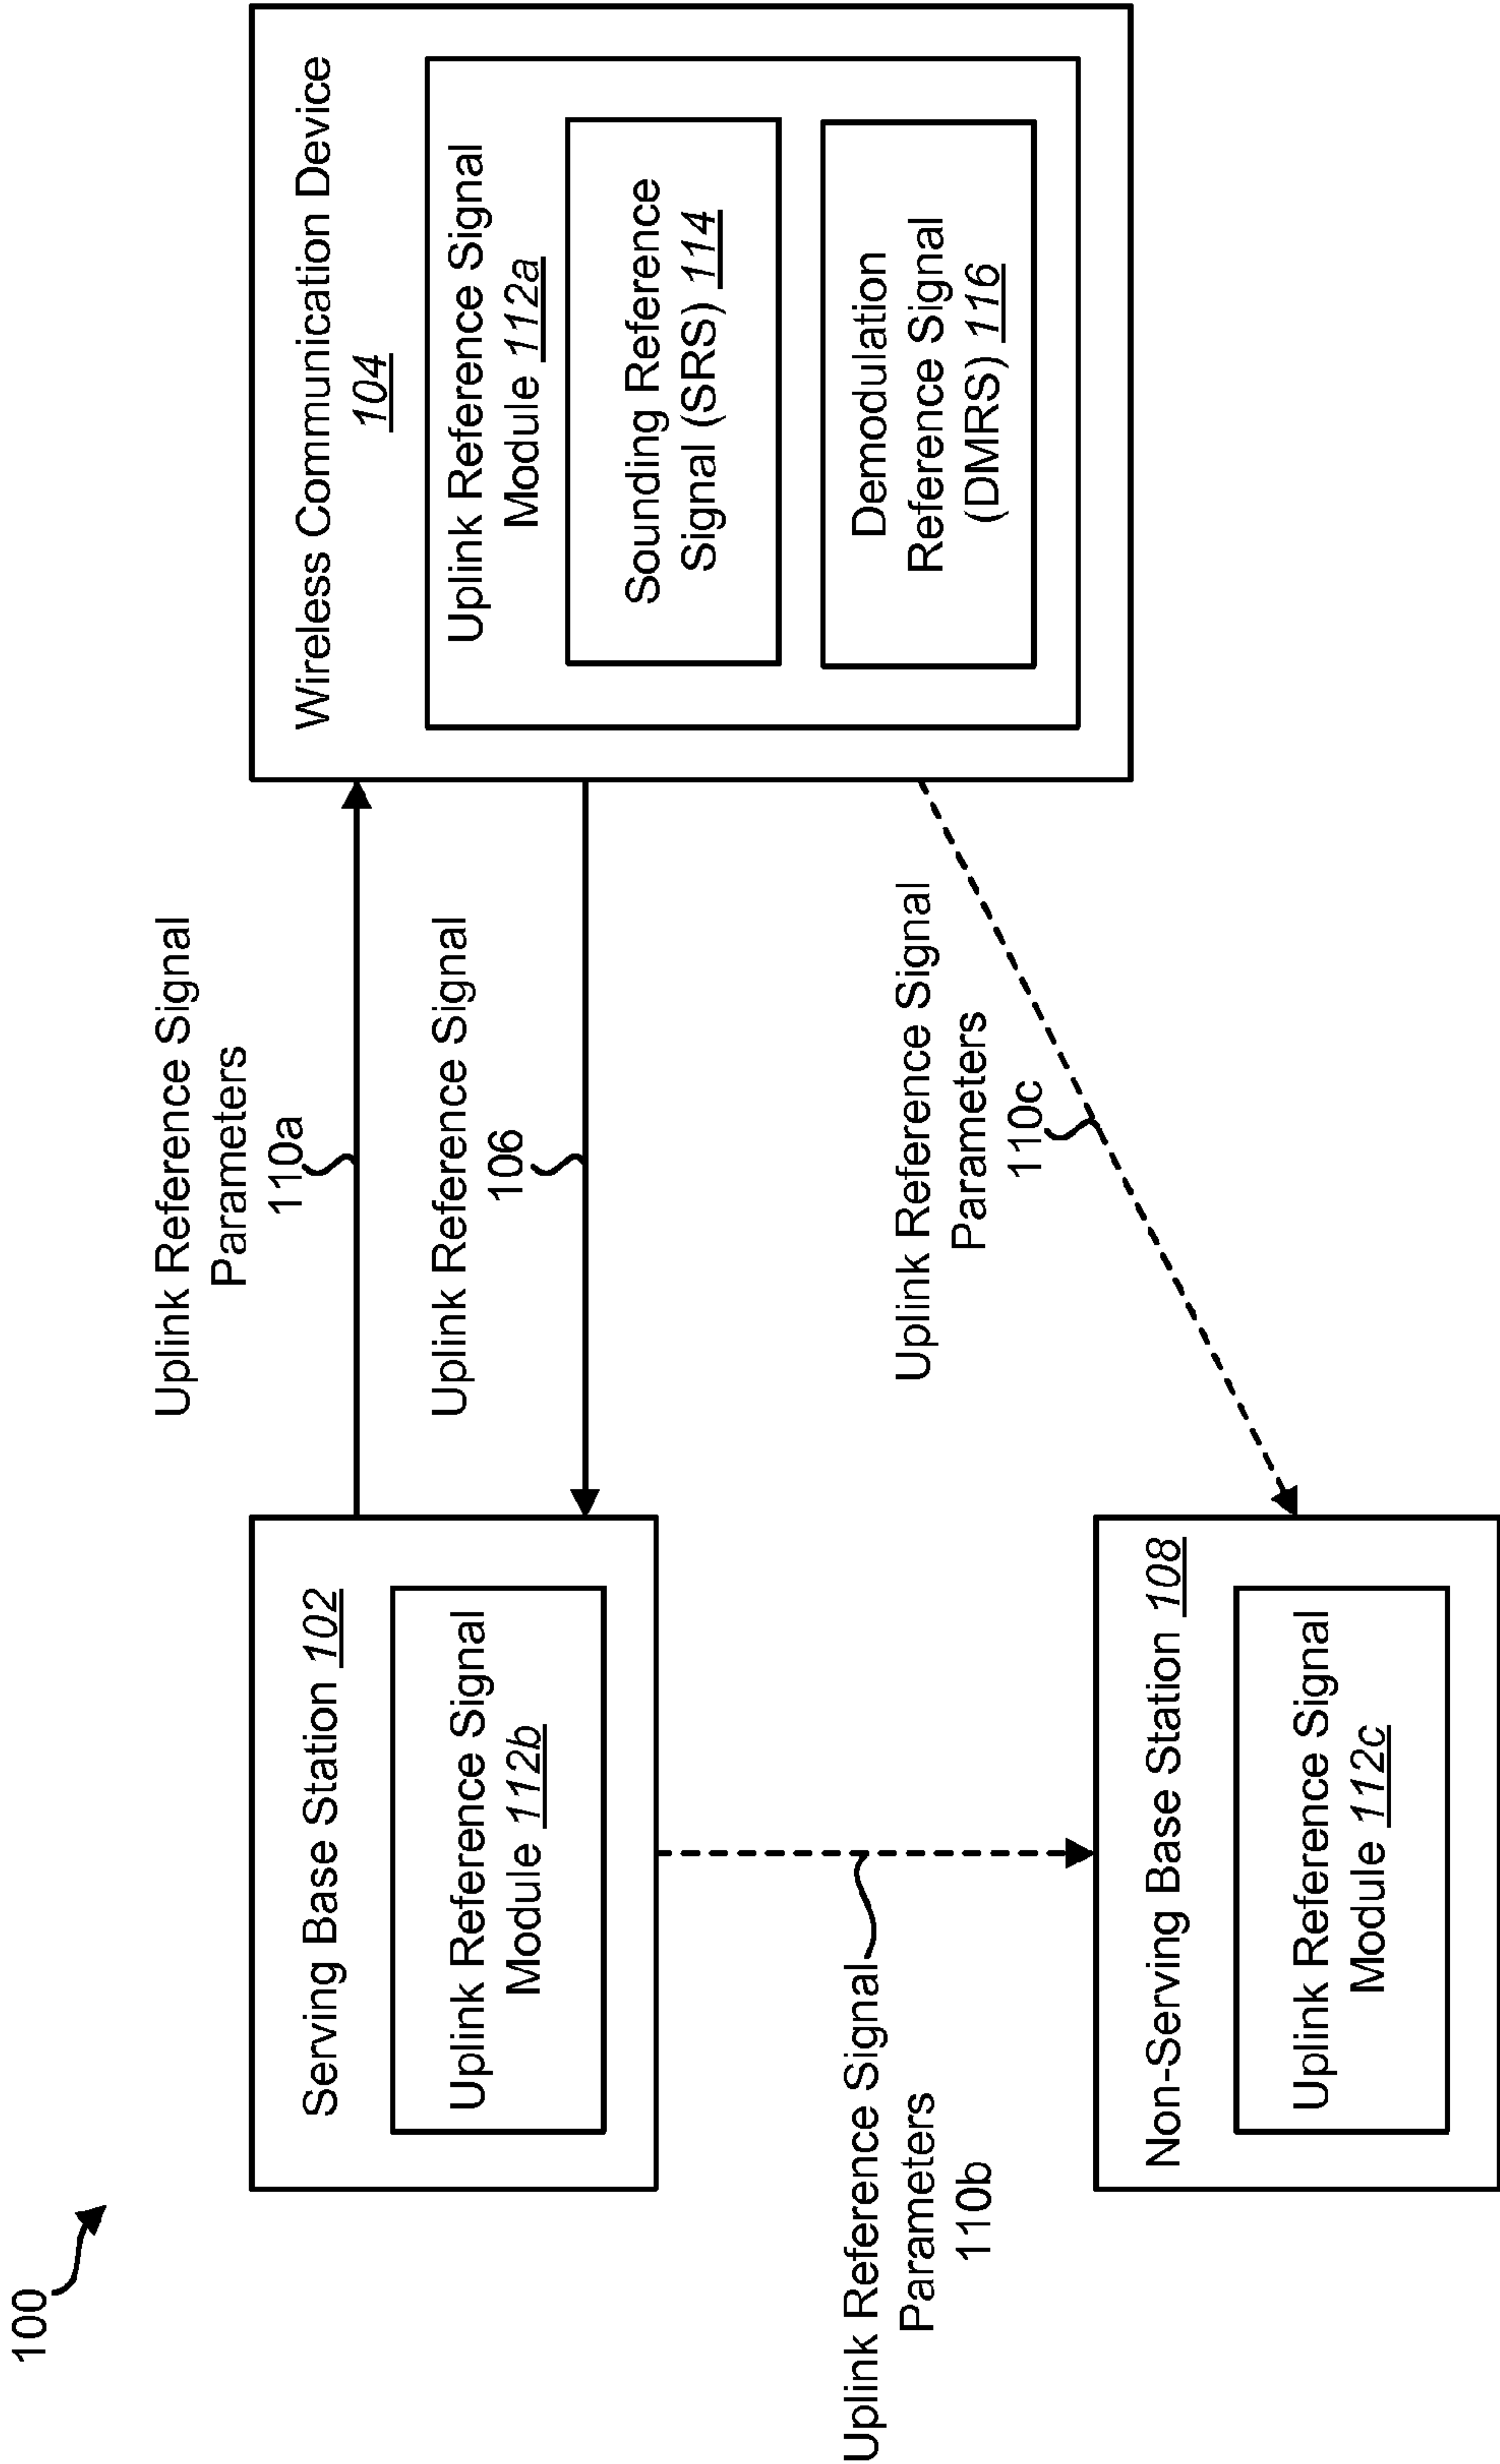 100
Serving Base Station 102
Uplink Reference Signal
Module 112b
Uplink Reference Signal
Parameters
110a
Uplink Reference Signal
106
Wireless Communication Device
104
Uplink Reference Signal
Module 112a
Sounding Reference
Signal (SRS) 114
Demodulation
Reference Signal
(DMRS) 116
Uplink Reference Signal
Parameters
110b
Uplink Reference Signal
Parameters
110c
Non-Serving Base Station 108
Uplink Reference Signal
Module 112c